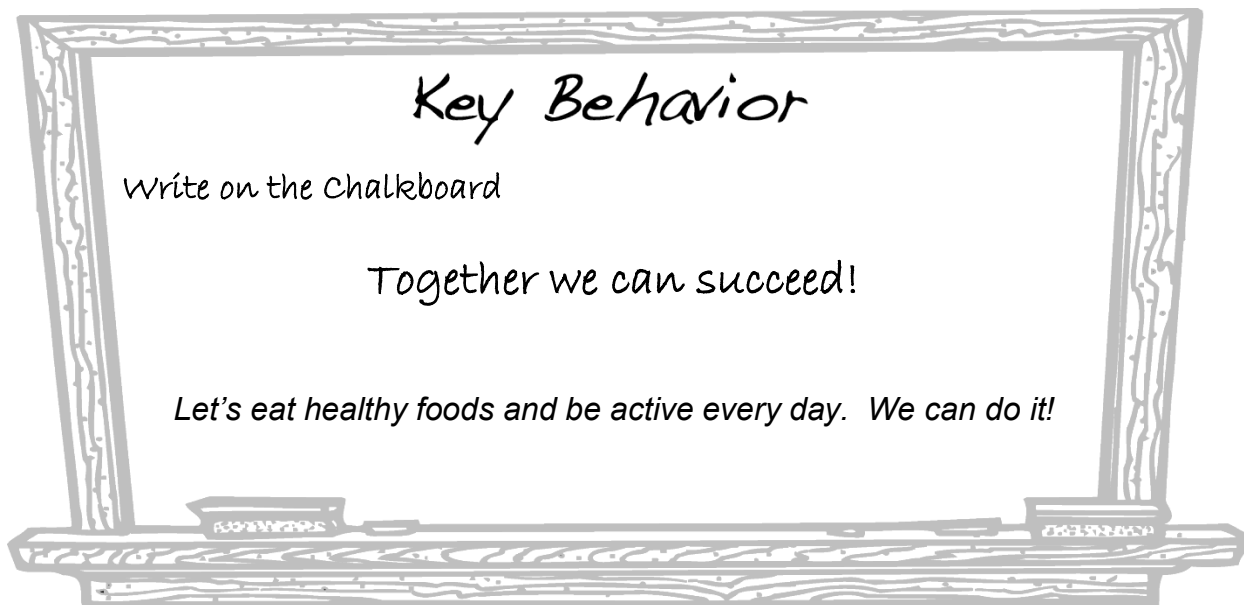 Key Behavior
Write on the Chalkboard
Together we can succeed!
Let’s eat healthy foods and be active every day.  We can do it!